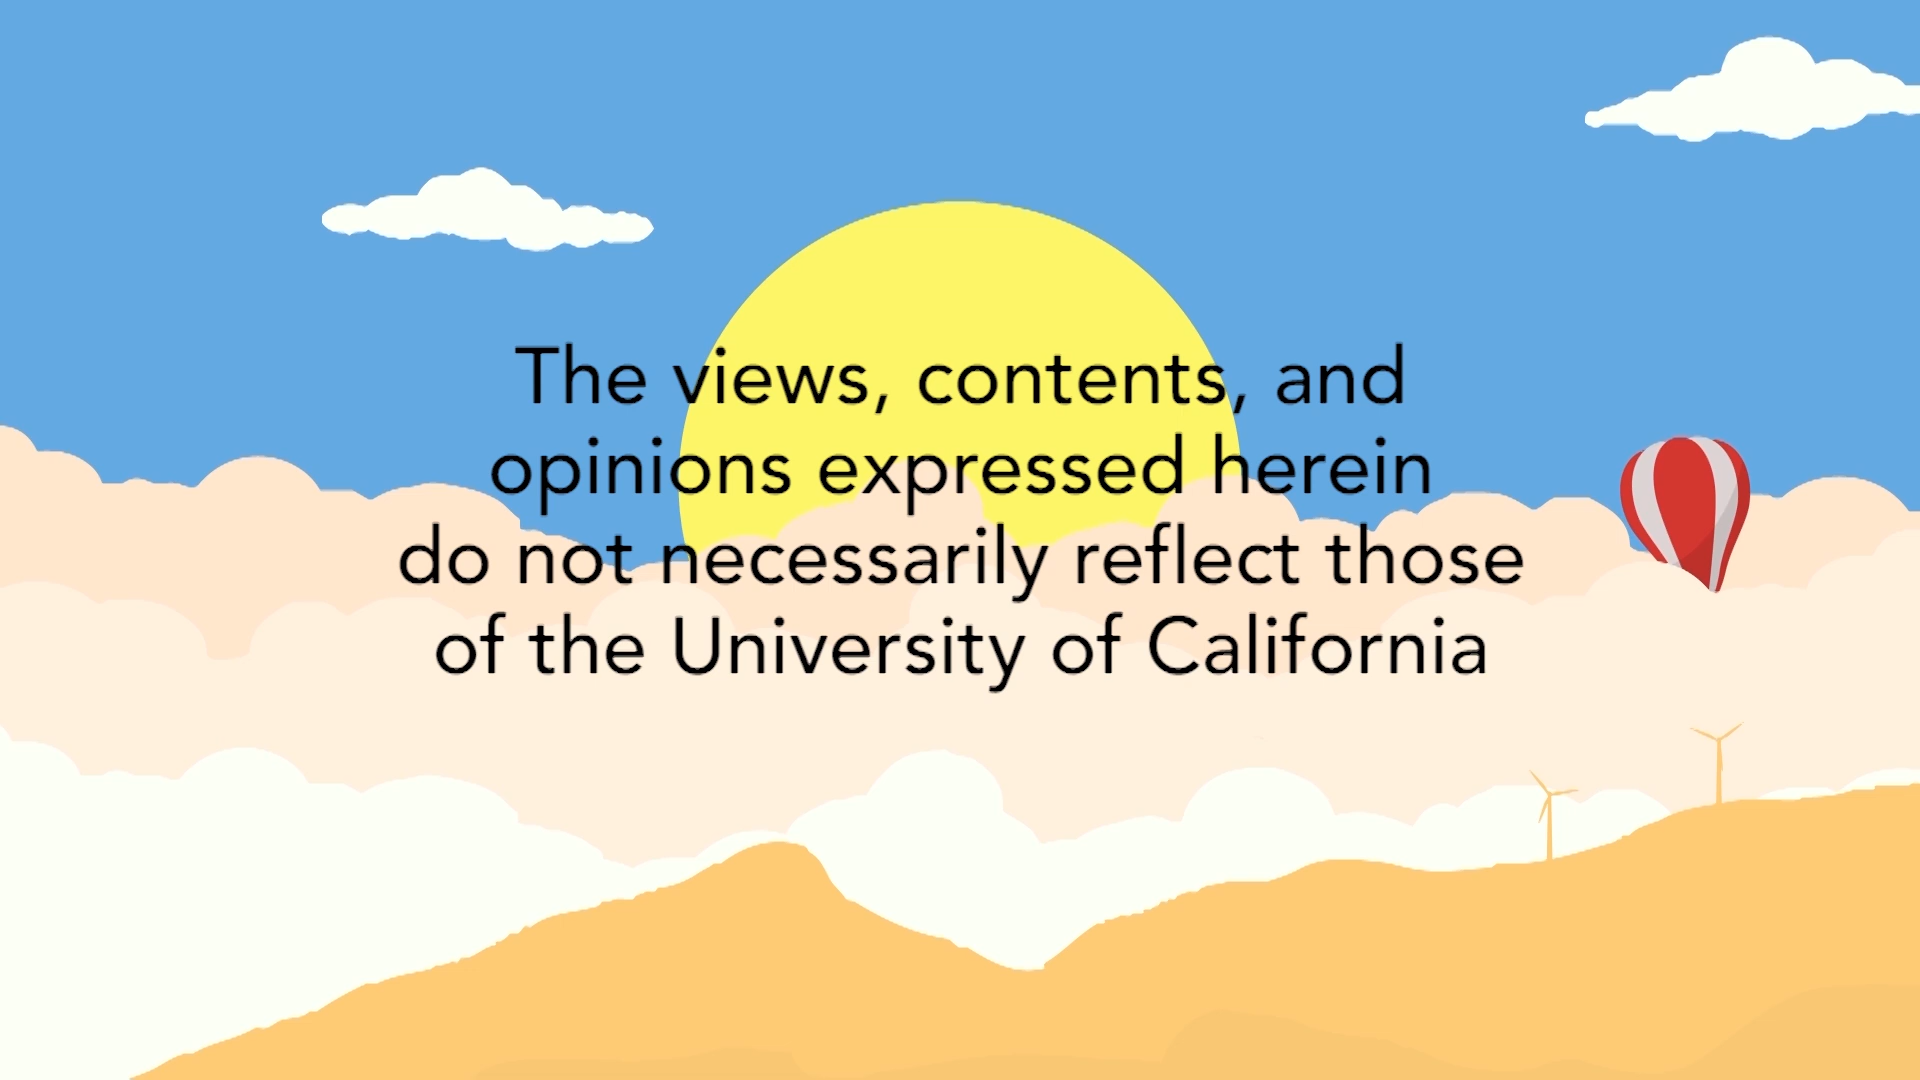 The views, contents, and
opinions expressed herein
do not necessarily reflect those
of the University of California